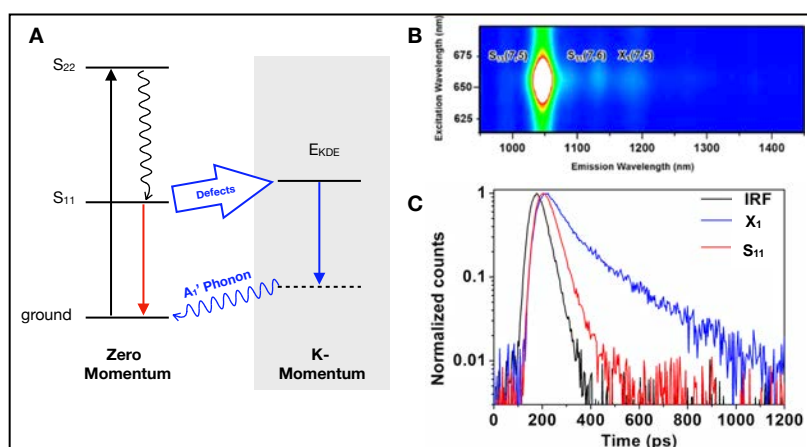 A
S22
S11
ground
Defects
EKDE
A1' Phonon
Zero
Momentum
K-
Momentum
B
Excitation Wavelength (nm)
675
650
625
S11(7,5)
S11(7,6)
X1(7,5)
1000
1100
1200
1300
1400
Emission Wavelength (nm)
C
Normalized counts
1
0.1
0.01
IRF
X1
S11
0
200
400
600
800
1000
1200
Time (ps)